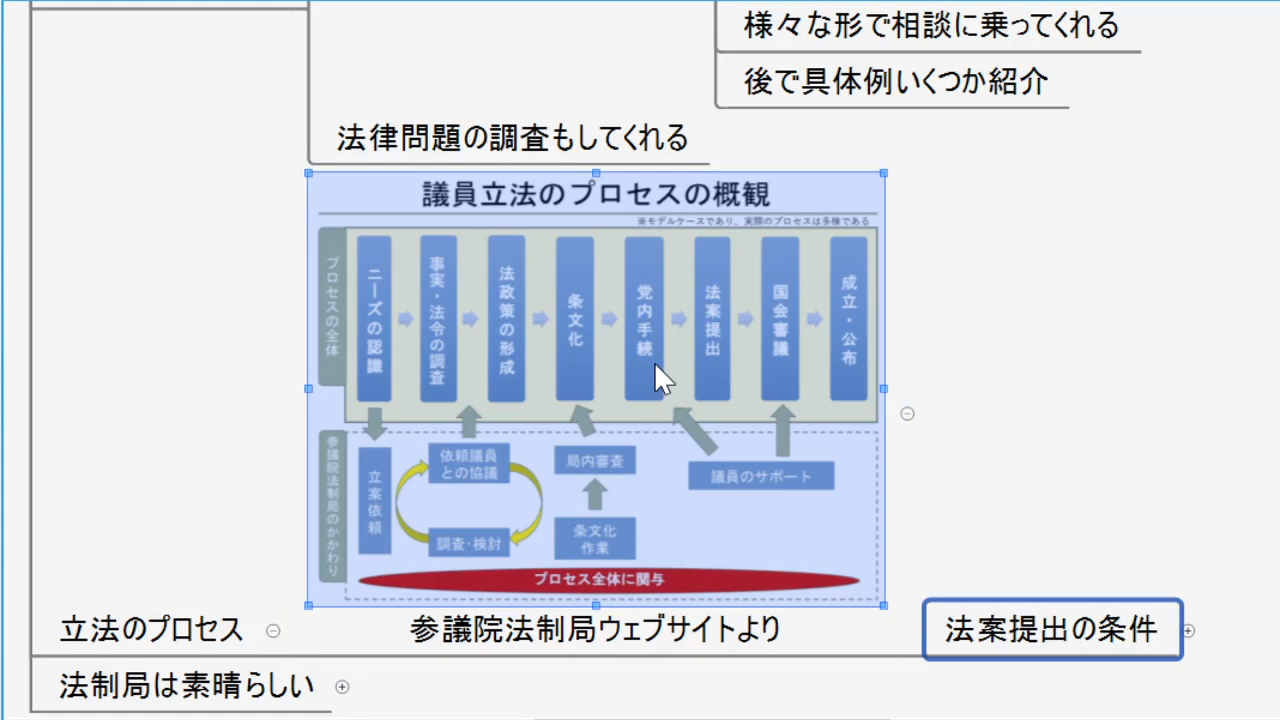 様々な形で相談に乗ってくれる
後で具体例いくつか紹介
法律問題の調査もしてくれる
議員立法のプロセスの概観
※モデルケースであり、実際のプロセスは多様である
プロセスの全体
ニーズの認識
事実・法令の調査
法政策の形成
条文化
党内手続
法案提出
国会審議
成立・公布
参議院法制局のかかわり
立案依頼
依頼議員
との協議
調査・検討
局内審査
条文化
作業
議員のサポート
プロセス全体に関与
立法のプロセス
参議院法制局ウェブサイトより
法案提出の条件
法制局は素晴らしい